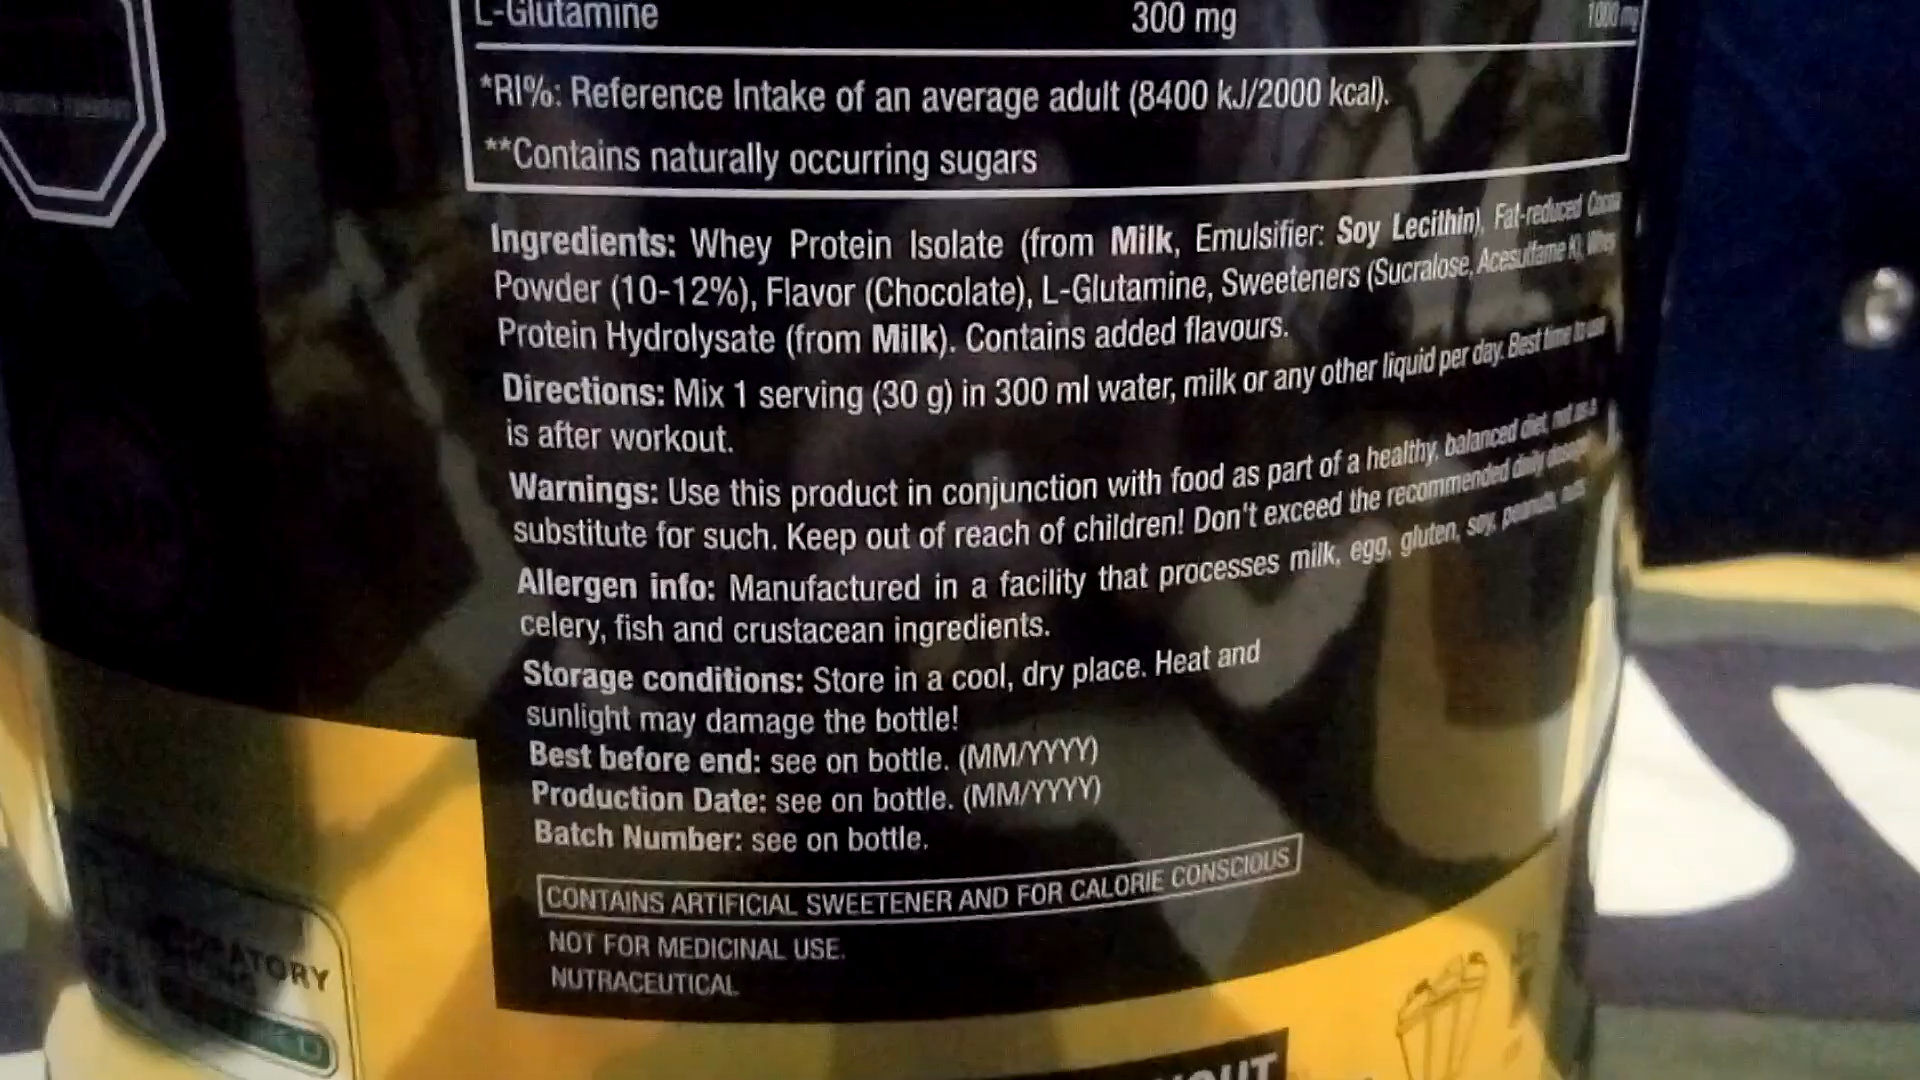 L-Glutamine 300 mg 1000 mg
*RI%: Reference Intake of an average adult (8400 kJ/2000 kcal).
**Contains naturally occurring sugars
Ingredients: Whey Protein Isolate (from Milk, Emulsifier: Soy Lecithin), Fat-reduced Cocoa
Powder (10-12%), Flavor (Chocolate), L-Glutamine, Sweeteners (Sucralose, Acesulfame K), Whey
Protein Hydrolysate (from Milk). Contains added flavours.
Directions: Mix 1 serving (30 g) in 300 ml water, milk or any other liquid per day. Best time to use
is after workout.
Warnings: Use this product in conjunction with food as part of a healthy, balanced diet, not as a
substitute for such. Keep out of reach of children! Don't exceed the recommended daily
Allergen info: Manufactured in a facility that processes milk, egg, gluten, soy, peanuts, nuts
celery, fish and crustacean ingredients.
Storage conditions: Store in a cool, dry place. Heat and
sunlight may damage the bottle!
Best before end: see on bottle. (MM/YYYY)
Production Date: see on bottle. (MM/YYYY)
Batch Number: see on bottle.
CONTAINS ARTIFICIAL SWEETENER AND FOR CALORIE CONSCIOUS
NOT FOR MEDICINAL USE.
NUTRACEUTICAL